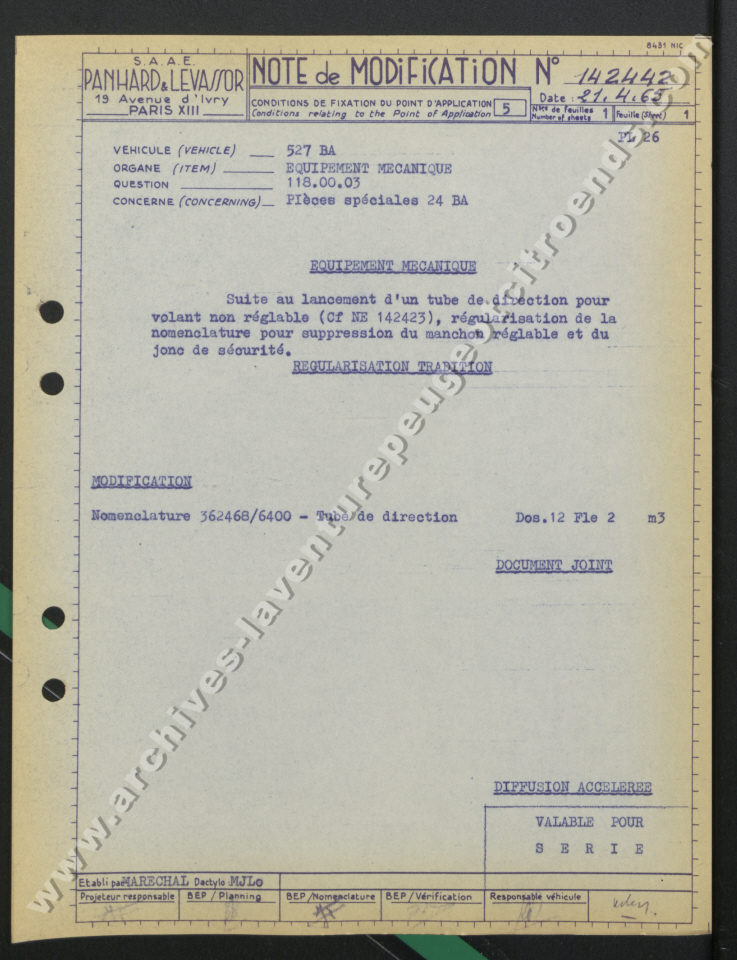 8431 NIC
S.A.A.E.
PANHARD & LEVASSOR
19 Avenue d'Ivry
PARIS XIII
NOTE de MODIFICATION N° 142442
CONDITIONS DE FIXATION DU POINT D'APPLICATION
Conditions relating to the Point of Application
5
Date : 21.4.65
Nbre de feuilles
Number of sheets 1
Feuille (Sheet) 1
PL 26
VEHICULE (VEHICLE) 527 BA
ORGANE (ITEM) EQUIPEMENT MECANIQUE
QUESTION 118.00.03
CONCERNE (CONCERNING) PIèces spéciales 24 BA
EQUIPEMENT MECANIQUE
Suite au lancement d'un tube de direction pour
volant non réglable (Cf NE 142423), régularisation de la
nomenclature pour suppression du manchon réglable et du
jonc de sécurité.
REGULARISATION TRADITION
MODIFICATION
Nomenclature 362468/6400 - Tube de direction Dos.12 Fle 2 m3
DOCUMENT JOINT
DIFFUSION ACCELEREE
VALABLE POUR
S E R I E
Etabli par MARECHAL Dactylo : MJLo
Projeteur responsable
BEP / Planning
BEP / Nomenclature
BEP / Vérification
Responsable véhicule
www.archives-laventurepeugeotcitroends.com